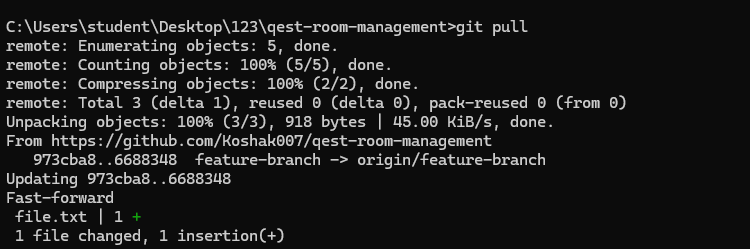 C:\Users\student\Desktop\123\qest-room-management>git pull
remote: Enumerating objects: 5, done.
remote: Counting objects: 100% (5/5), done.
remote: Compressing objects: 100% (2/2), done.
remote: Total 3 (delta 1), reused 0 (delta 0), pack-reused 0 (from 0)
Unpacking objects: 100% (3/3), 918 bytes | 45.00 KiB/s, done.
From https://github.com/Koshak007/qest-room-management
   973cba8..6688348  feature-branch -> origin/feature-branch
Updating 973cba8..6688348
Fast-forward
 file.txt | 1 +
 1 file changed, 1 insertion(+)